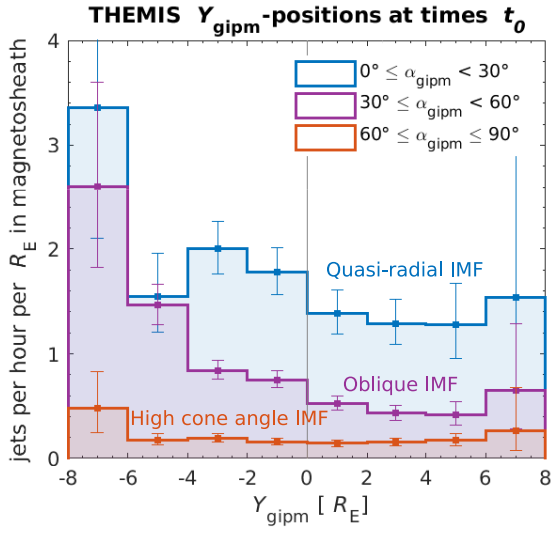 THEMIS Y_gipm-positions at times t_0
4
3
2
1
0
jets per hour per R_E in magnetosheath
0° ≤ α_gipm < 30°
30° ≤ α_gipm < 60°
60° ≤ α_gipm ≤ 90°
Quasi-radial IMF
Oblique IMF
High cone angle IMF
-8 -6 -4 -2 0 2 4 6 8
Y_gipm [ R_E]